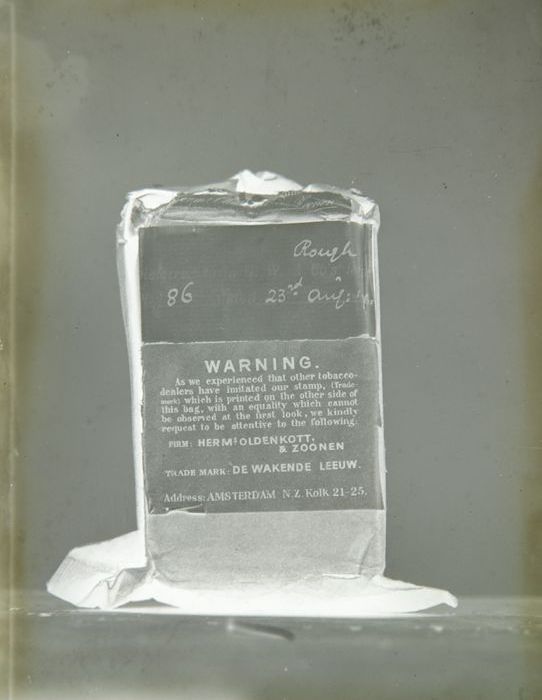 Rough
86 23rd Aug:
WARNING.
As we experienced that other tobacco-
dealers have imitated our stamp, (Trade-
mark) which is printed on the other side of
this bag, with an equality which cannot
be observed at the first look, we kindly
request to be attentive to the following:
FIRM: HERMs OLDENKOTT,
& ZOONEN
TRADE MARK: DE WAKENDE LEEUW.
Address: AMSTERDAM N.Z. Kolk 21-25.